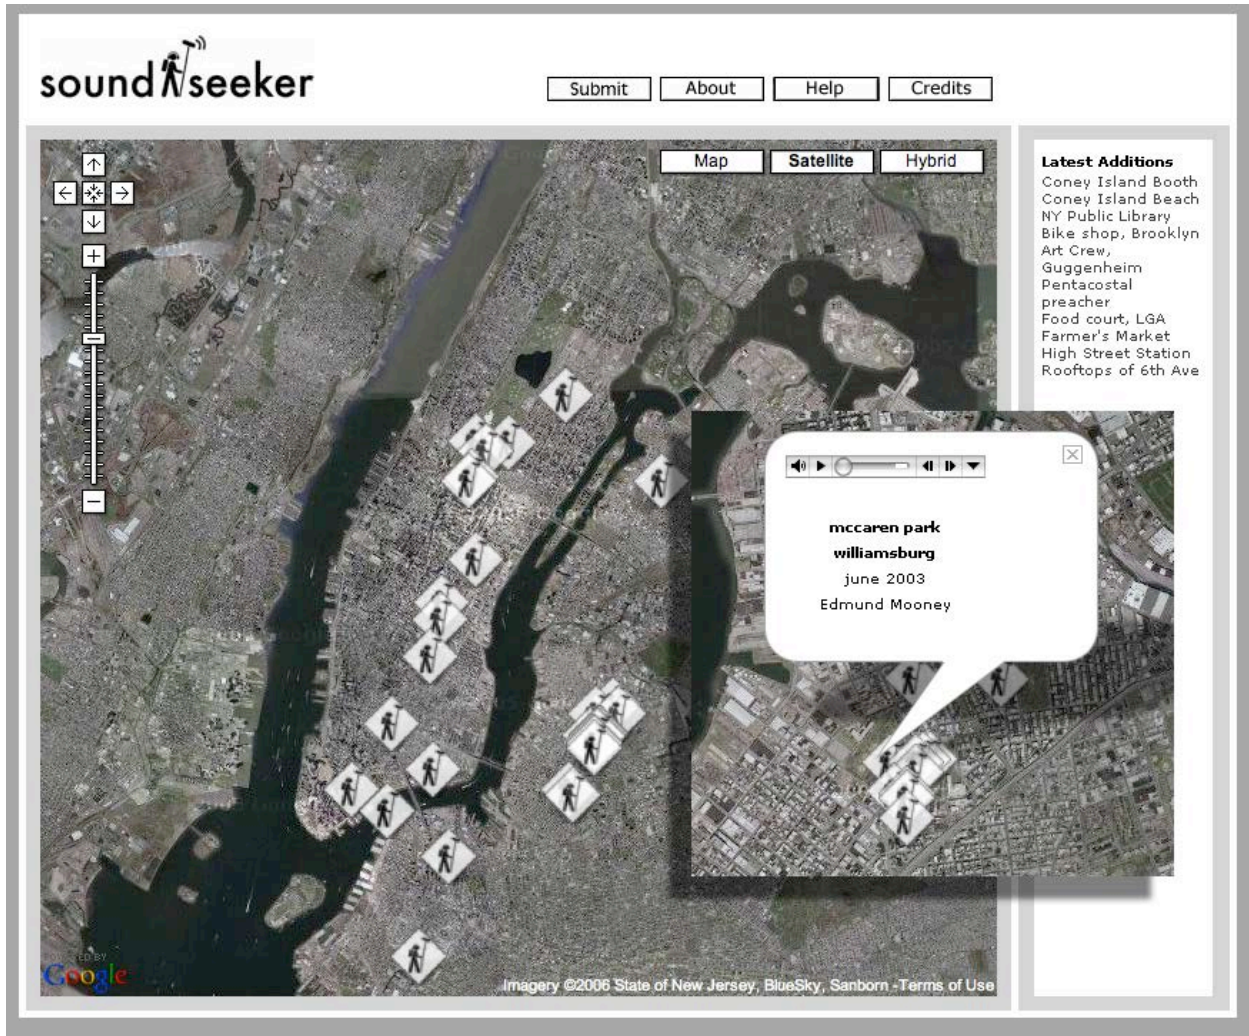 sound seeker
Submit
About
Help
Credits
Map
Satellite
Hybrid
Latest Additions
Coney Island Booth
Coney Island Beach
NY Public Library
Bike shop, Brooklyn
Art Crew,
Guggenheim
Pentacostal
preacher
Food court, LGA
Farmer's Market
High Street Station
Rooftops of 6th Ave
mccaren park
williamsburg
june 2003
Edmund Mooney
Google
Imagery ©2006 State of New Jersey, BlueSky, Sanborn -Terms of Use